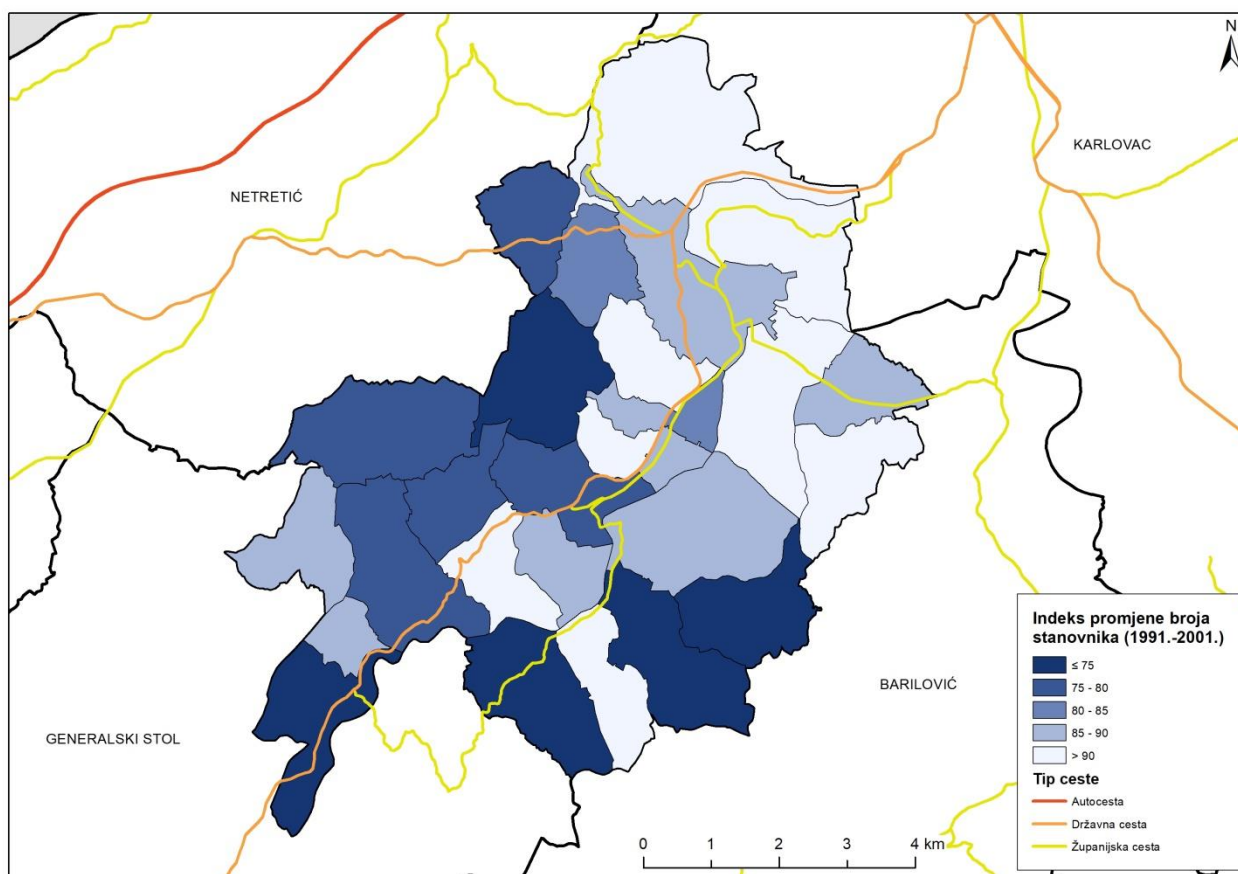 N
KARLOVAC
NETRETIĆ
BARILOVIĆ
GENERALSKI STOL
Indeks promjene broja
stanovnika (1991.-2001.)
≤ 75
75 - 80
80 - 85
85 - 90
> 90
Tip ceste
Autocesta
Državna cesta
Županijska cesta
0 1 2 3 4 km